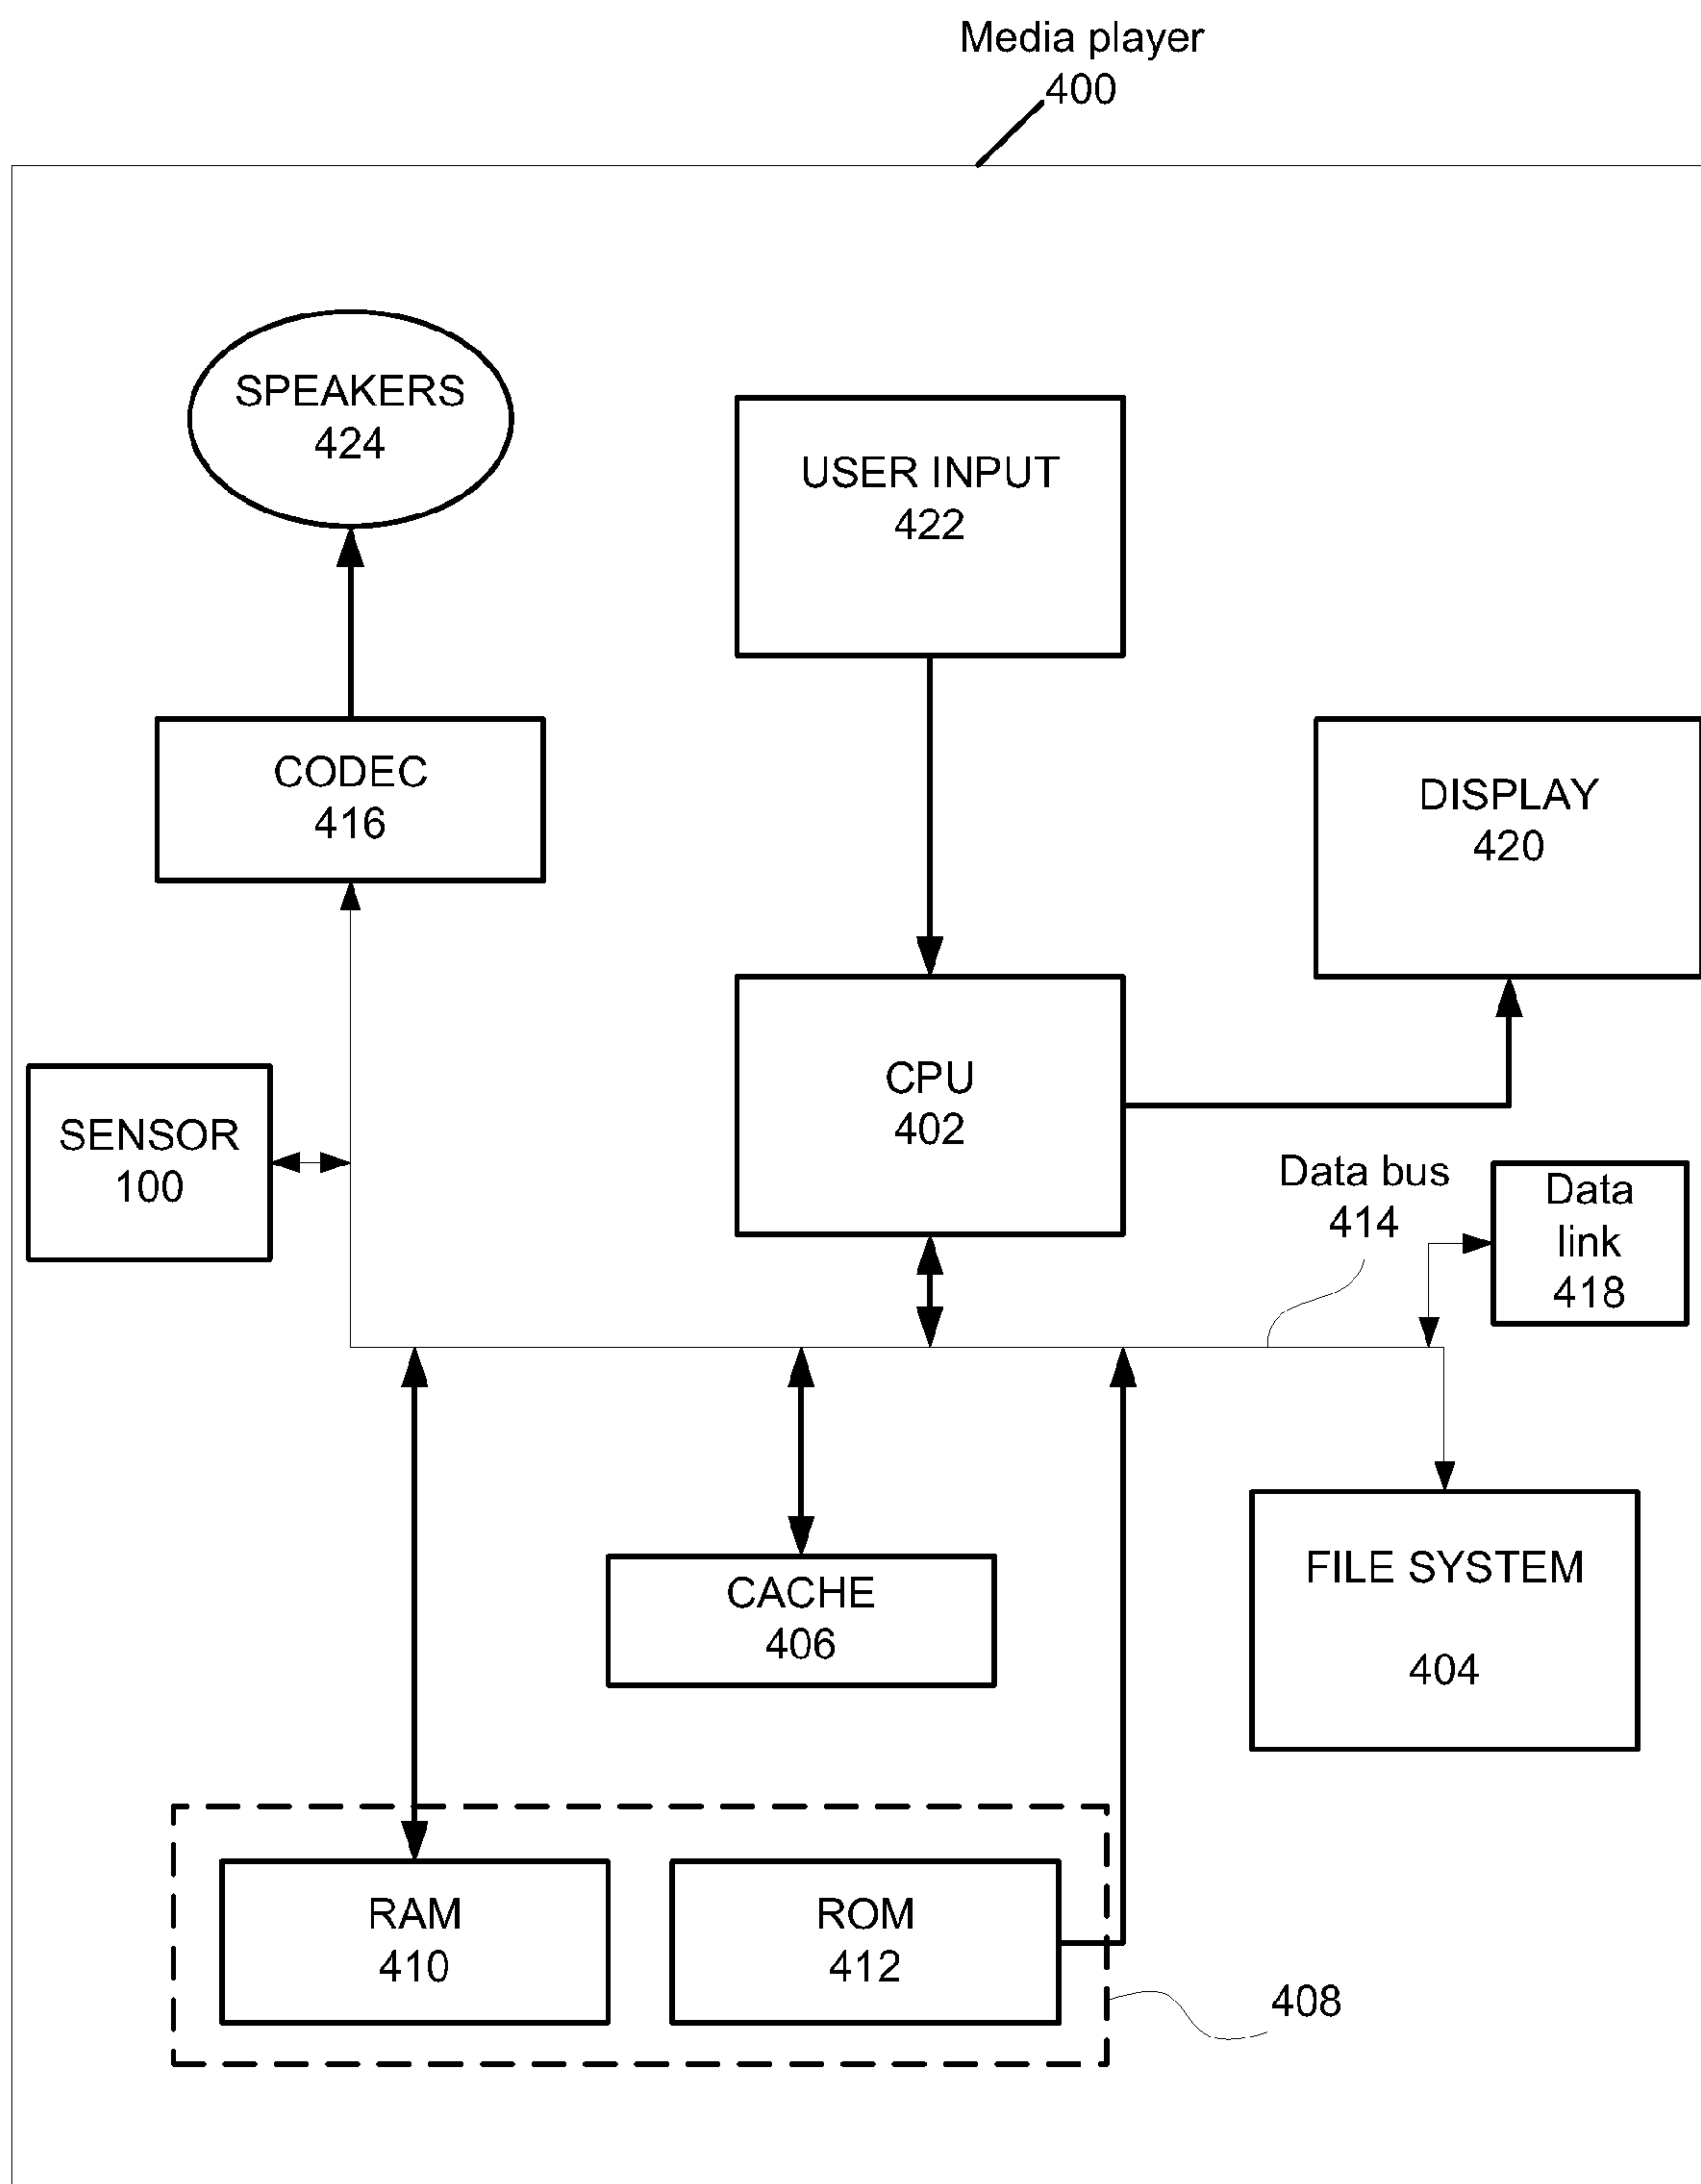 Media player
400
SPEAKERS
424
USER INPUT
422
CODEC
416
DISPLAY
420
CPU
402
SENSOR
100
Data bus
414
Data
link
418
CACHE
406
FILE SYSTEM
404
RAM
410
ROM
412
408